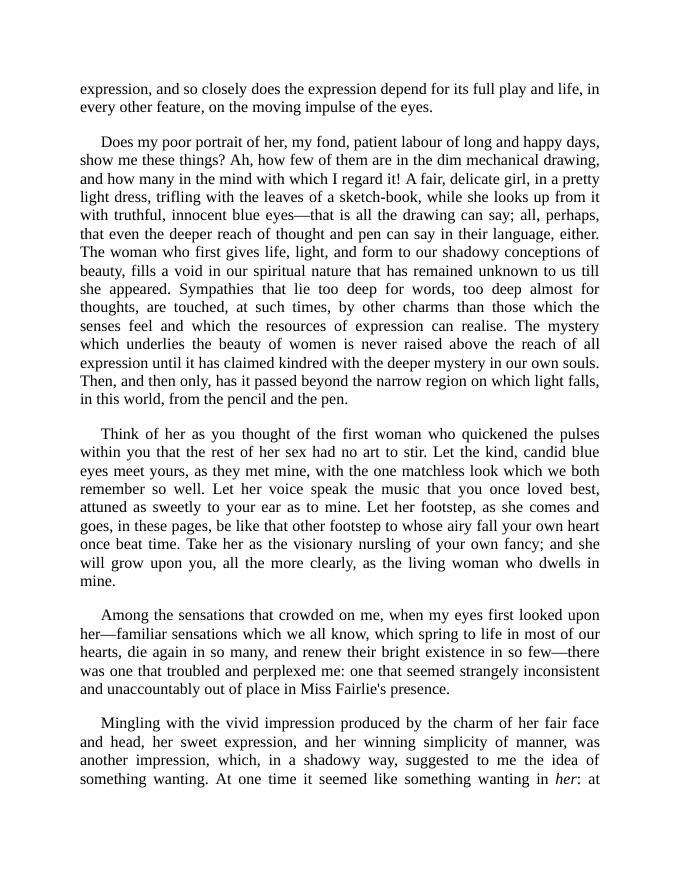 expression, and so closely does the expression depend for its full play and life, in
every other feature, on the moving impulse of the eyes.
Does my poor portrait of her, my fond, patient labour of long and happy days,
show me these things? Ah, how few of them are in the dim mechanical drawing,
and how many in the mind with which I regard it! A fair, delicate girl, in a pretty
light dress, trifling with the leaves of a sketch-book, while she looks up from it
with truthful, innocent blue eyes—that is all the drawing can say; all, perhaps,
that even the deeper reach of thought and pen can say in their language, either.
The woman who first gives life, light, and form to our shadowy conceptions of
beauty, fills a void in our spiritual nature that has remained unknown to us till
she appeared. Sympathies that lie too deep for words, too deep almost for
thoughts, are touched, at such times, by other charms than those which the
senses feel and which the resources of expression can realise. The mystery
which underlies the beauty of women is never raised above the reach of all
expression until it has claimed kindred with the deeper mystery in our own souls.
Then, and then only, has it passed beyond the narrow region on which light falls,
in this world, from the pencil and the pen.
Think of her as you thought of the first woman who quickened the pulses
within you that the rest of her sex had no art to stir. Let the kind, candid blue
eyes meet yours, as they met mine, with the one matchless look which we both
remember so well. Let her voice speak the music that you once loved best,
attuned as sweetly to your ear as to mine. Let her footstep, as she comes and
goes, in these pages, be like that other footstep to whose airy fall your own heart
once beat time. Take her as the visionary nursling of your own fancy; and she
will grow upon you, all the more clearly, as the living woman who dwells in
mine.
Among the sensations that crowded on me, when my eyes first looked upon
her—familiar sensations which we all know, which spring to life in most of our
hearts, die again in so many, and renew their bright existence in so few—there
was one that troubled and perplexed me: one that seemed strangely inconsistent
and unaccountably out of place in Miss Fairlie's presence.
Mingling with the vivid impression produced by the charm of her fair face
and head, her sweet expression, and her winning simplicity of manner, was
another impression, which, in a shadowy way, suggested to me the idea of
something wanting. At one time it seemed like something wanting in her: at